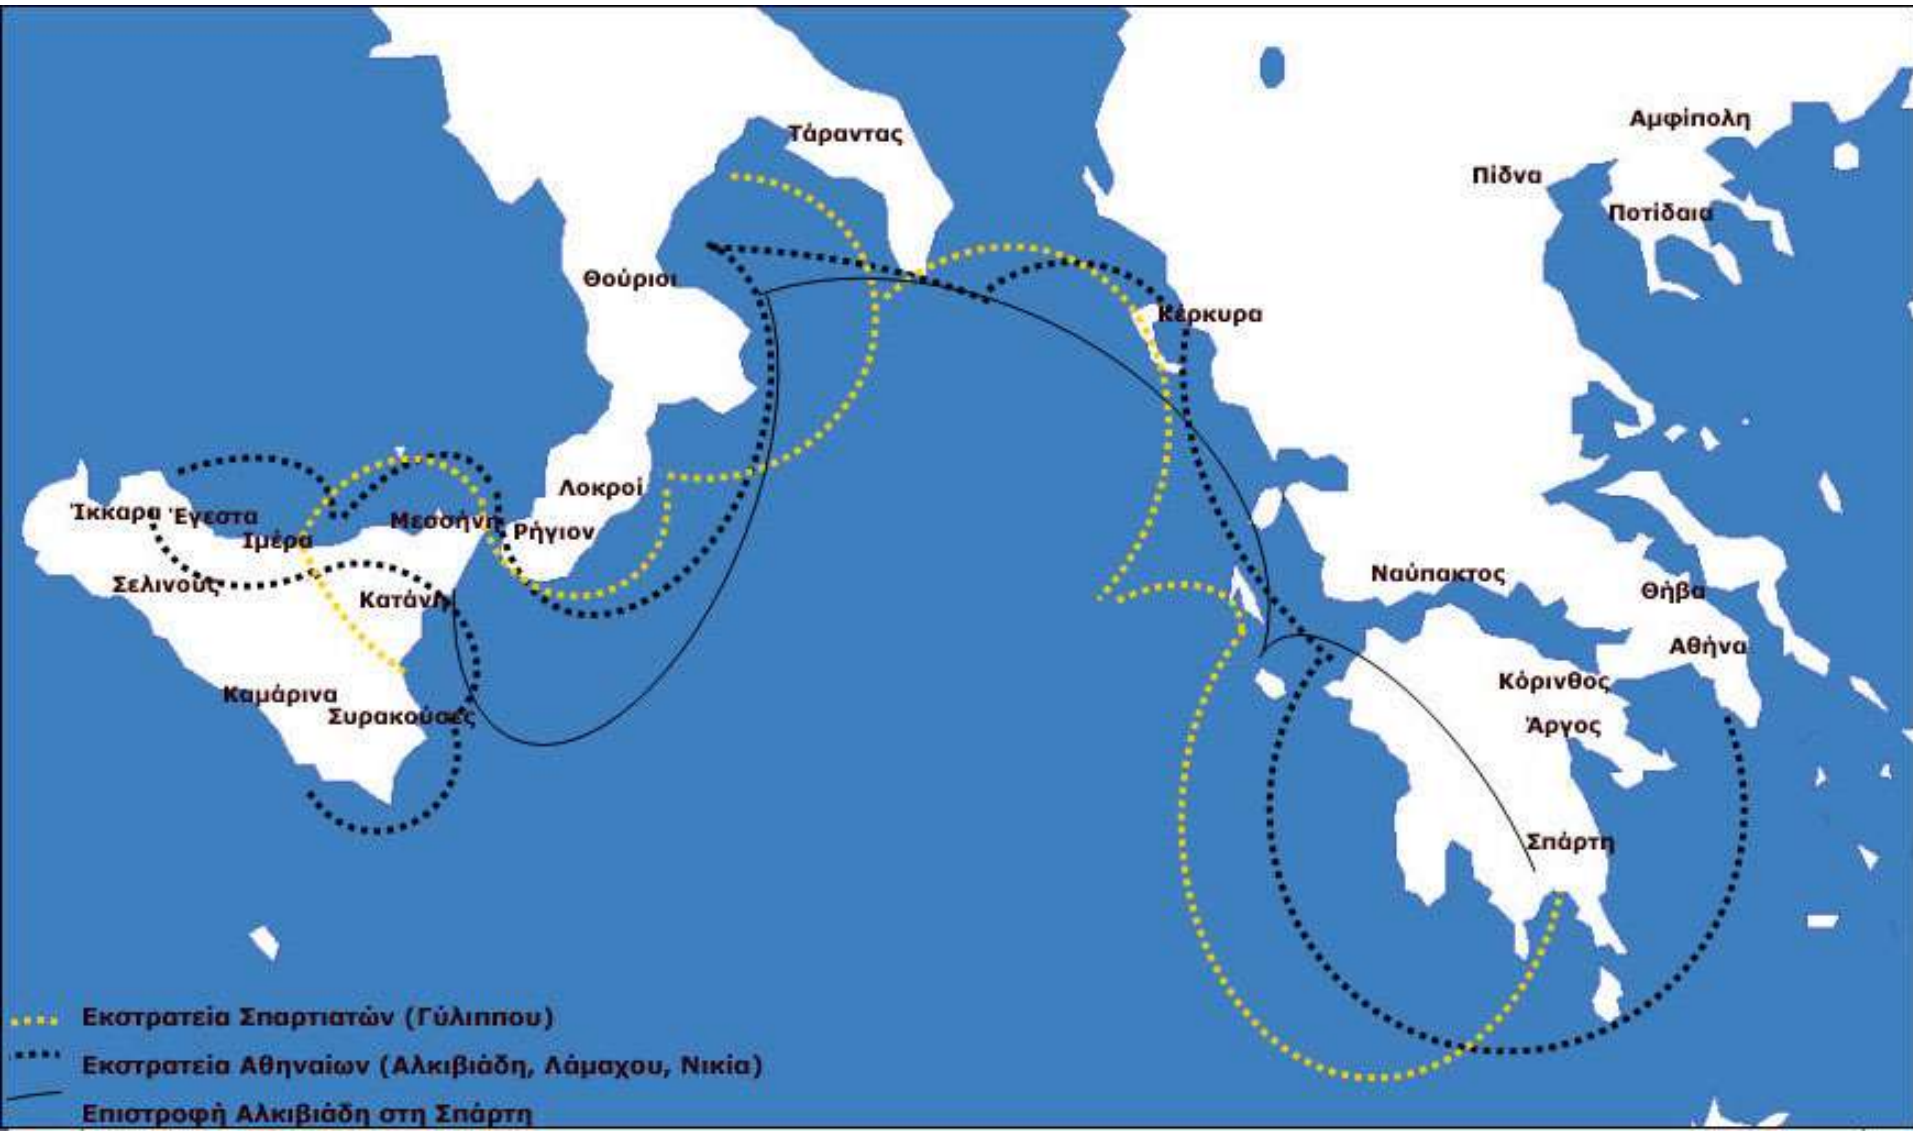 Αμφίπολη
Τάραντας
Πίδνα
Ποτίδαια
Θούρισι
Κέρκυρα
Λοκροί
Ίκκαρα Έγεστα
Μεσσήνη
Ρήγιον
Ιμέρα
Ναύπακτος
Σελινούς
Θήβα
Κατάνη
Αθήνα
Κόρινθος
Καμάρινα
Συρακούσες
Άργος
Σπάρτη
Εκστρατεία Σπαρτιατών (Γύλιππου)
Εκστρατεία Αθηναίων (Αλκιβιάδη, Λάμαχου, Νικία)
Επιστροφή Αλκιβιάδη στη Σπάρτη